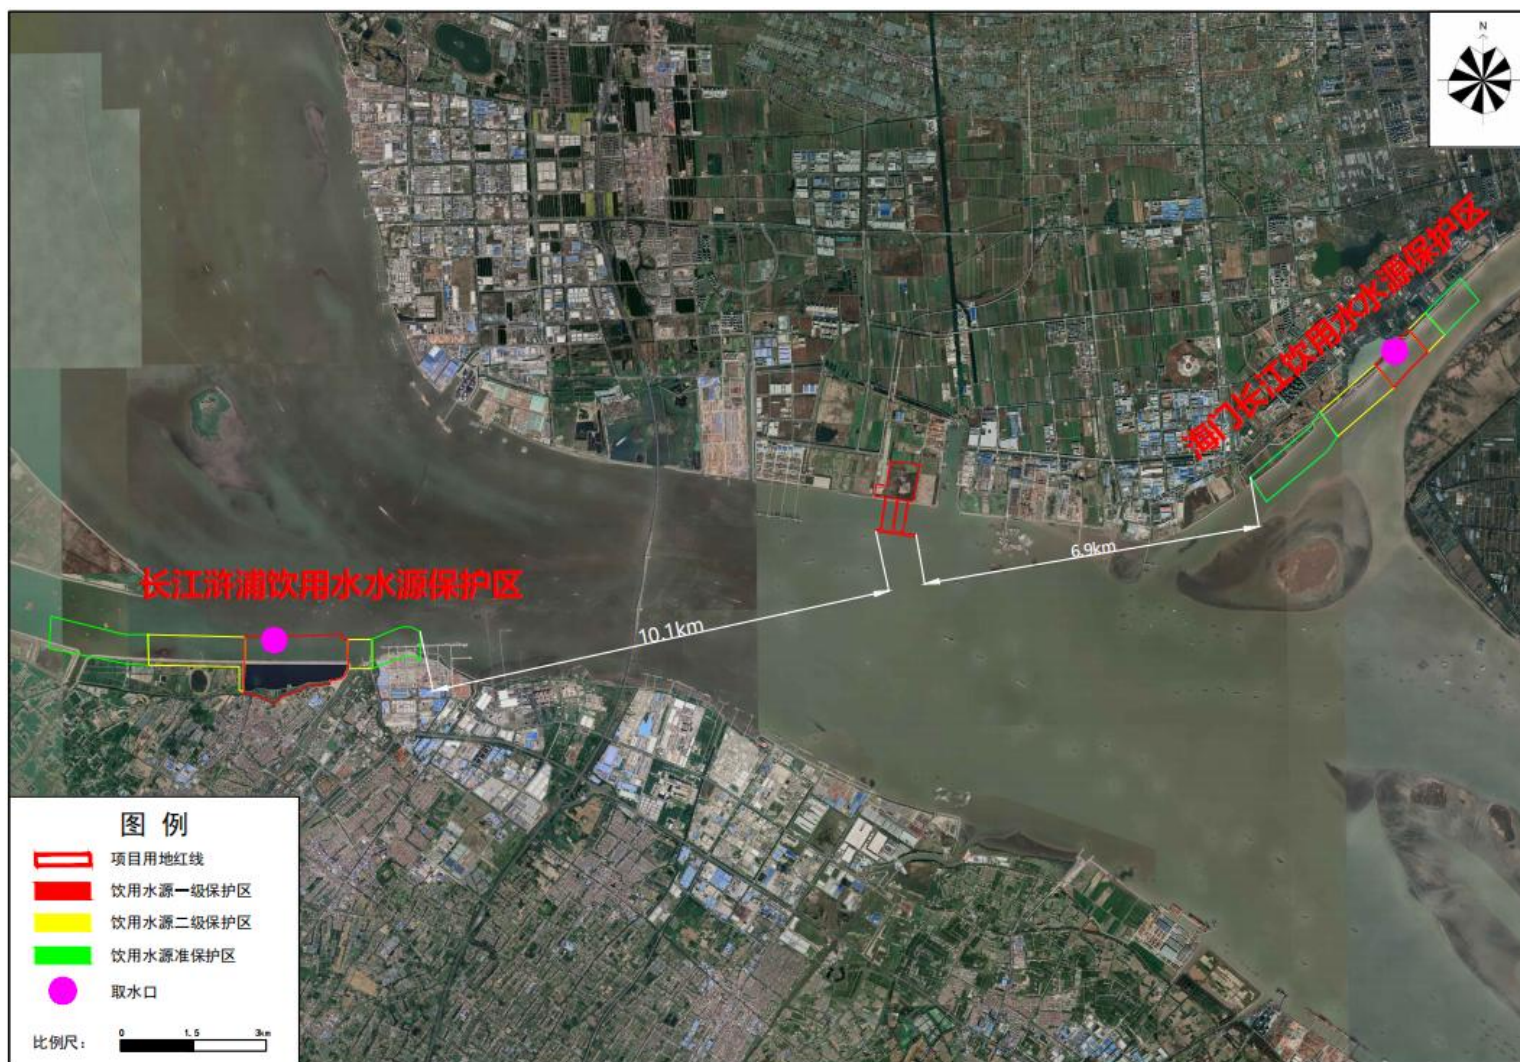 N
海门长江饮用水水源保护区
6.9km
长江浒浦饮用水水源保护区
10.1km
图 例
项目用地红线
饮用水源一级保护区
饮用水源二级保护区
饮用水源准保护区
取水口
比例尺：
0 1.5 3km